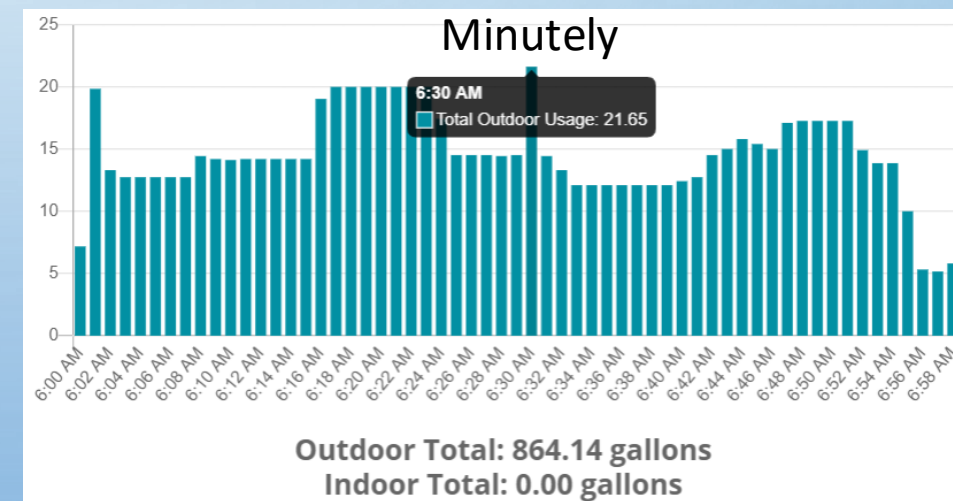 Minutely
25
20
15
10
5
0
6:30 AM
Total Outdoor Usage: 21.65
6:00 AM
6:02 AM
6:04 AM
6:06 AM
6:08 AM
6:10 AM
6:12 AM
6:14 AM
6:16 AM
6:18 AM
6:20 AM
6:22 AM
6:24 AM
6:26 AM
6:28 AM
6:30 AM
6:32 AM
6:34 AM
6:36 AM
6:38 AM
6:40 AM
6:42 AM
6:44 AM
6:46 AM
6:48 AM
6:50 AM
6:52 AM
6:54 AM
6:56 AM
6:58 AM
Outdoor Total: 864.14 gallons
Indoor Total: 0.00 gallons